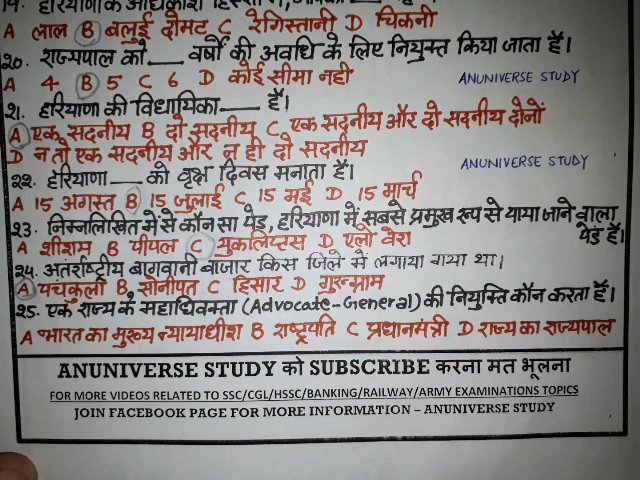 19. हरियाणा के अधिकांश
A लाल B बलुई दोमट C रेगिस्तानी D चिकनी
20. राज्यपाल को ___ वर्षों की अवधि के लिए नियुक्त किया जाता है।
A 4 B 5 C 6 D कोई सीमा नही
ANUNIVERSE STUDY
21. हरियाणा की विधायिका ___ है।
A एक सदनीय B दो सदनीय C एक सदनीय और दो सदनीय दोनों
D न तो एक सदनीय और न ही दो सदनीय
ANUNIVERSE STUDY
22. हरियाणा ___ को वृक्ष दिवस मनाता है।
A 15 अगस्त B 15 जुलाई C 15 मई D 15 मार्च
23. निम्नलिखित मे से कौन सा पेड़, हरियाणा में सबसे प्रमुख रूप से पाया जाने वाला
पेड़ है।
A शीशम B पीपल C युकलिप्टस D एलो वेरा
24. अंतर्राष्ट्रीय बागवानी बाजार किस जिले मे लगाया गया था।
A पंचकुला B सोनीपत C हिसार D गुरुग्राम
25. एक राज्य के महाधिवक्ता (Advocate-General) की नियुक्ति कौन करता है।
A भारत का मुख्य न्यायाधीश B राष्ट्रपति C प्रधानमंत्री D राज्य का राज्यपाल
ANUNIVERSE STUDY को SUBSCRIBE करना मत भूलना
FOR MORE VIDEOS RELATED TO SSC/CGL/HSSC/BANKING/RAILWAY/ARMY EXAMINATIONS TOPICS
JOIN FACEBOOK PAGE FOR MORE INFORMATION – ANUNIVERSE STUDY